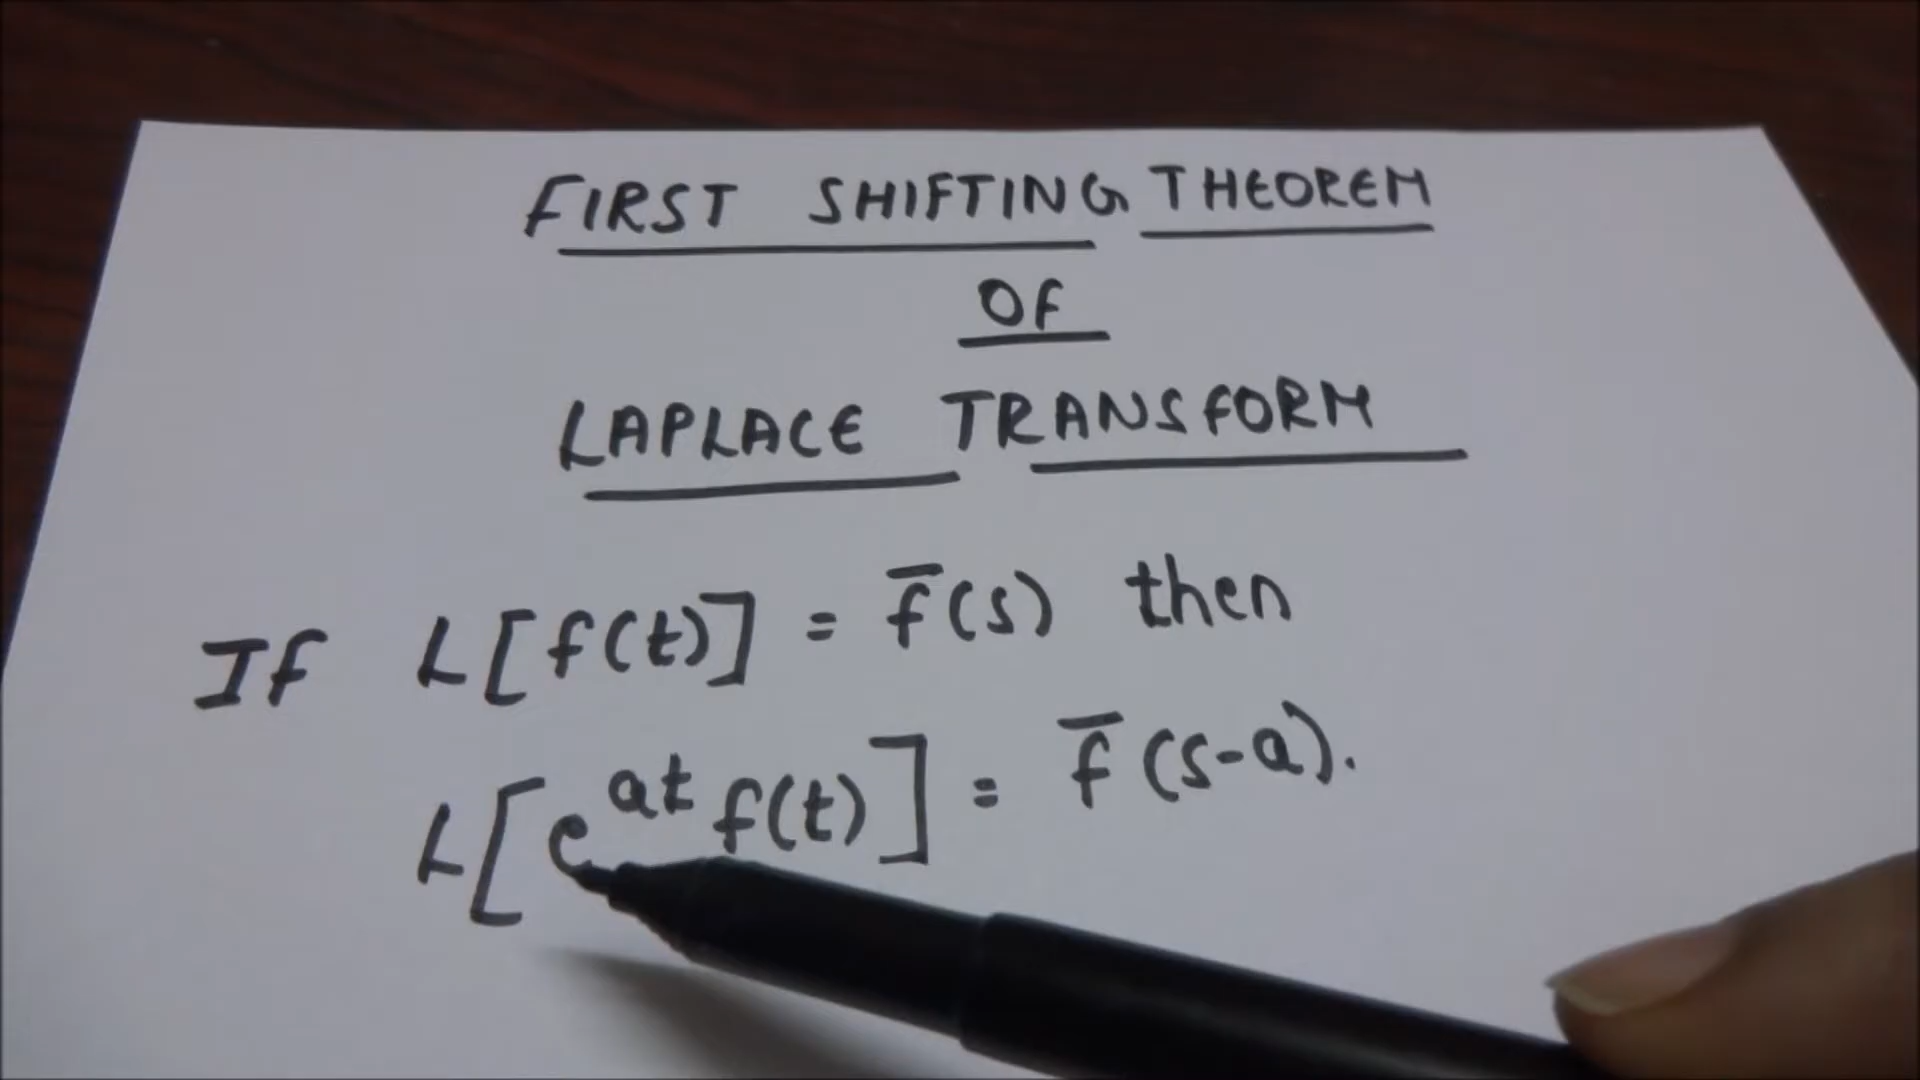 FIRST SHIFTING THEOREM
OF
LAPLACE TRANSFORM
If L[f(t)] = f̅(s) then
L[e^at f(t)] = f̅(s-a).